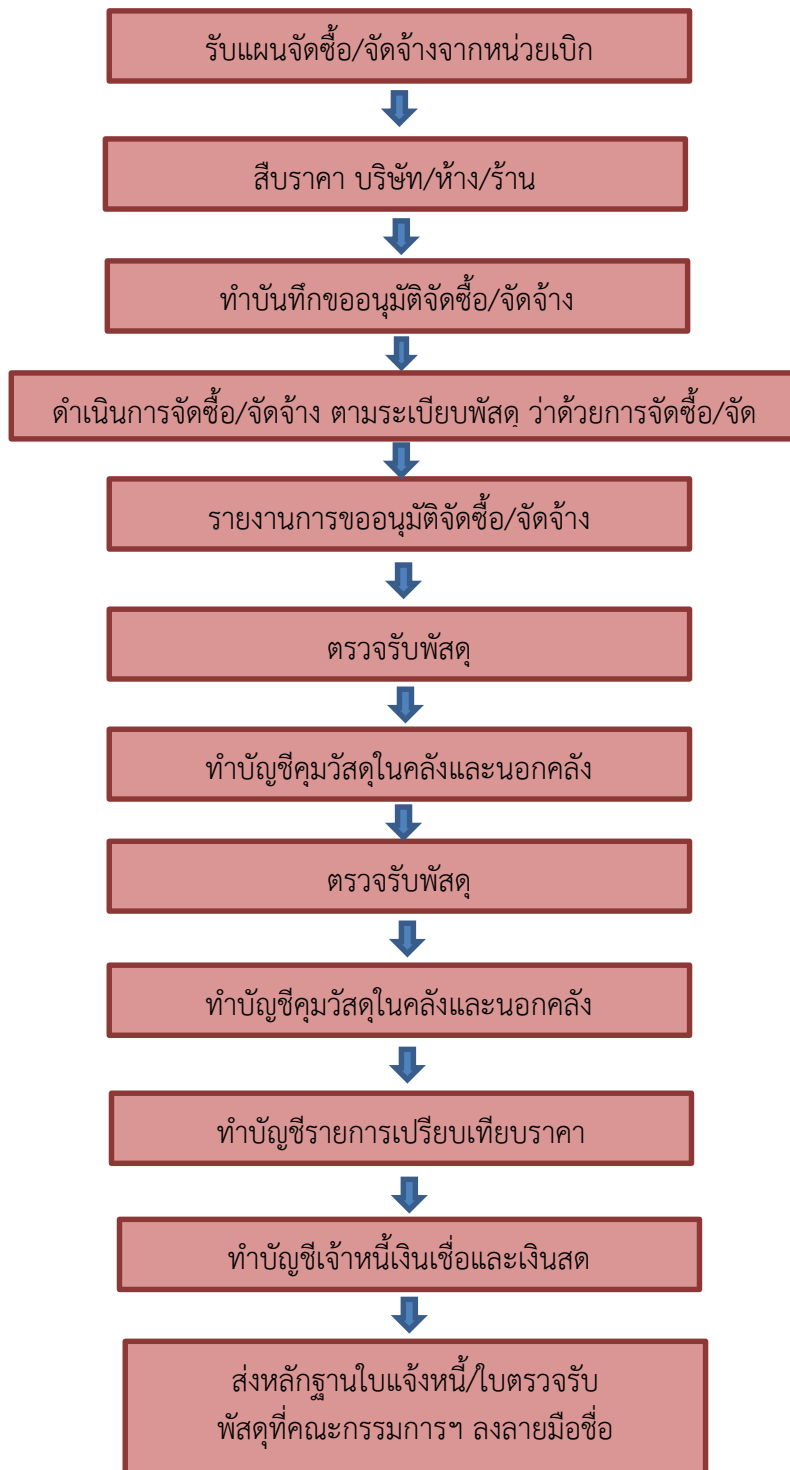 รับแผนจัดซื้อ/จัดจ้างจากหน่วยเบิก
สืบราคา บริษัท/ห้าง/ร้าน
ทำบันทึกขออนุมัติจัดซื้อ/จัดจ้าง
ดำเนินการจัดซื้อ/จัดจ้าง ตามระเบียบพัสดุ ว่าด้วยการจัดซื้อ/จัด
รายงานการขออนุมัติจัดซื้อ/จัดจ้าง
ตรวจรับพัสดุ
ทำบัญชีคุมวัสดุในคลังและนอกคลัง
ตรวจรับพัสดุ
ทำบัญชีคุมวัสดุในคลังและนอกคลัง
ทำบัญชีรายการเปรียบเทียบราคา
ทำบัญชีเจ้าหนี้เงินเชื่อและเงินสด
ส่งหลักฐานใบแจ้งหนี้/ใบตรวจรับ
พัสดุที่คณะกรรมการฯ ลงลายมือชื่อ